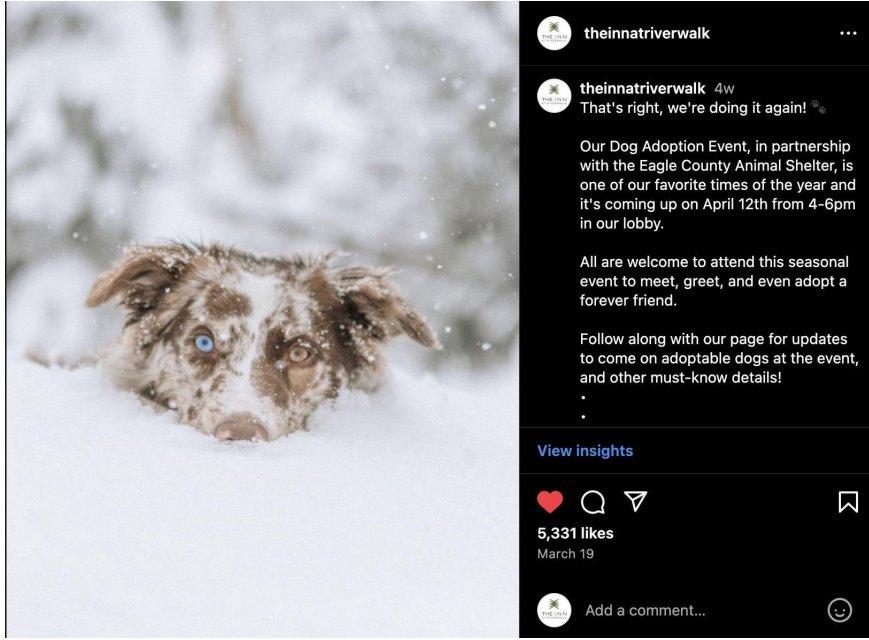 theinnatriverwalk
theinnatriverwalk 4w
That's right, we're doing it again! 🐾
Our Dog Adoption Event, in partnership
with the Eagle County Animal Shelter, is
one of our favorite times of the year and
it's coming up on April 12th from 4-6pm
in our lobby.
All are welcome to attend this seasonal
event to meet, greet, and even adopt a
forever friend.
Follow along with our page for updates
to come on adoptable dogs at the event,
and other must-know details!
•
•
View insights
5,331 likes
March 19
THE INN
Add a comment...